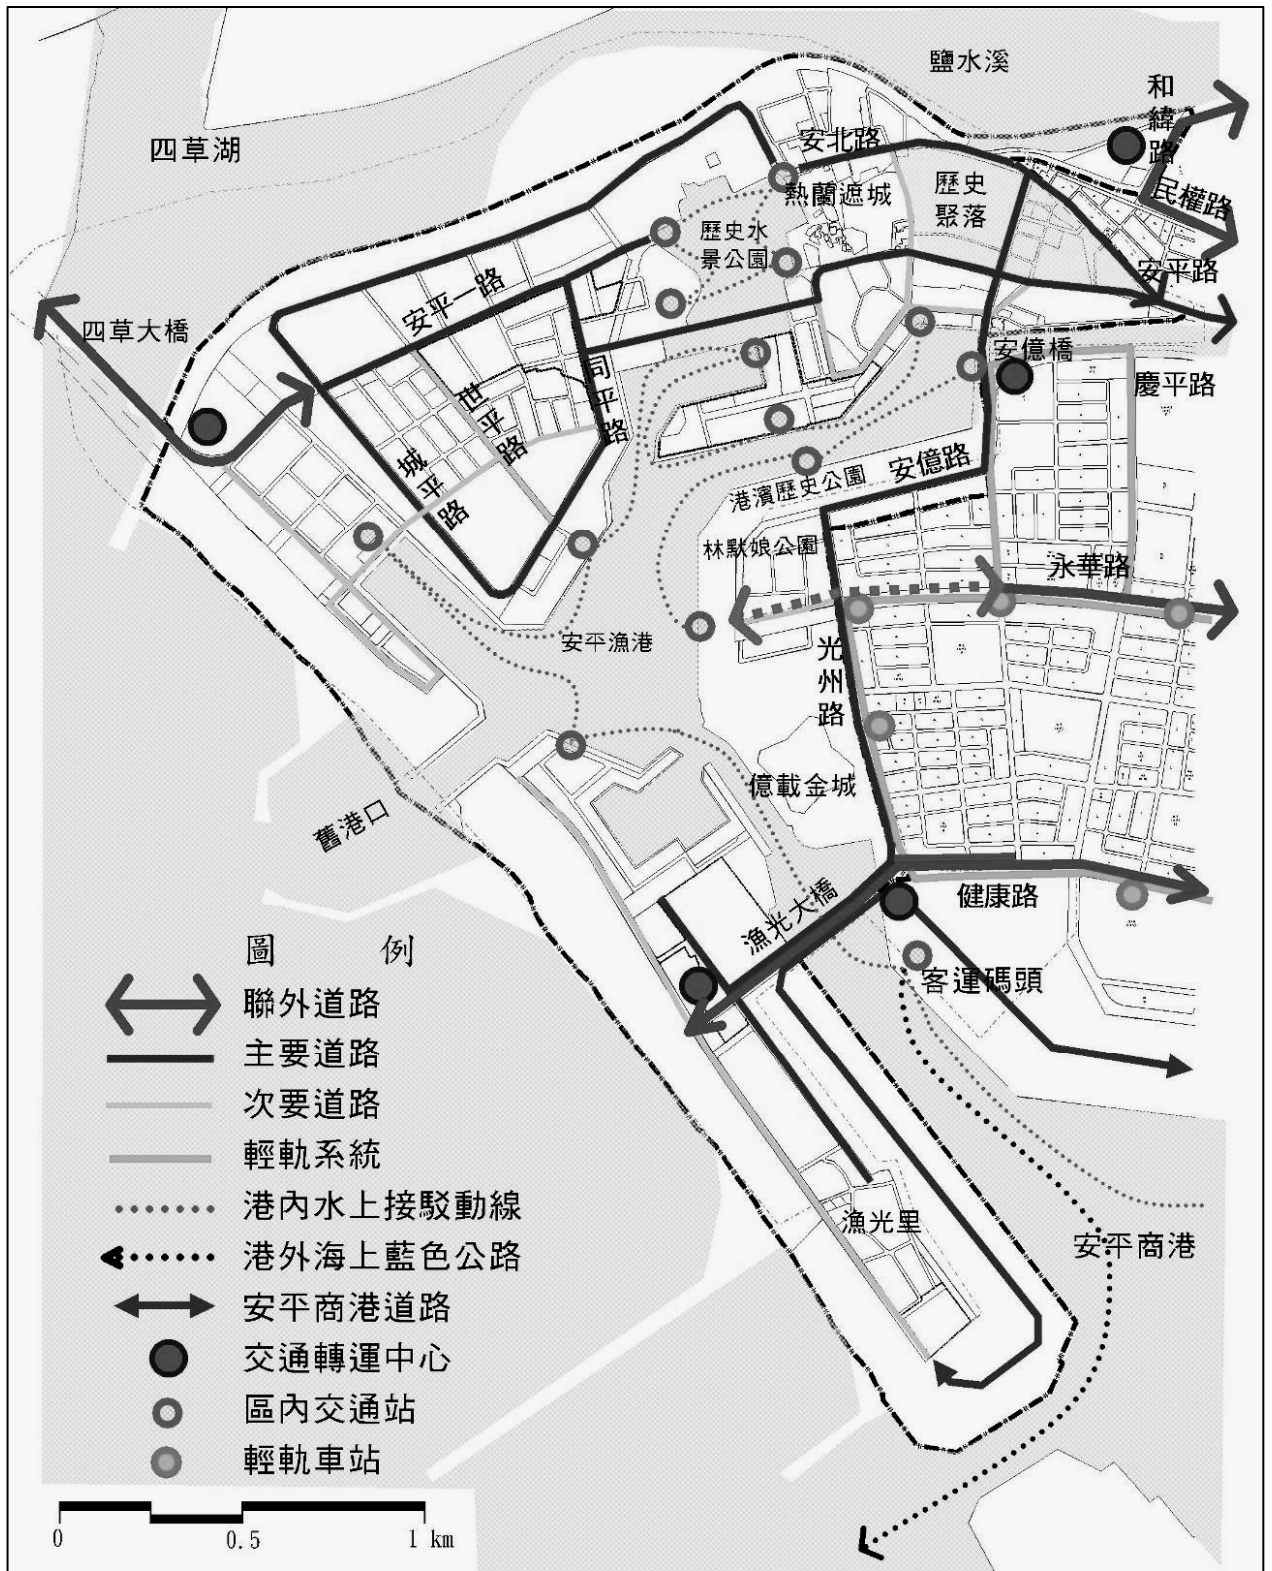 鹽水溪
和緯路
四草湖
安北路
熱蘭遮城
歷史
聚落
民權路
歷史水
景公園
安平路
安平一路
四草大橋
安億橋
慶平路
同平路
世平路
城平路
安億路
港濱歷史公園
林默娘公園
永華路
安平漁港
光州路
億載金城
舊港口
漁光大橋
健康路
客運碼頭
漁光里
安平商港
圖 例
聯外道路
主要道路
次要道路
輕軌系統
港內水上接駁動線
港外海上藍色公路
安平商港道路
交通轉運中心
區內交通站
輕軌車站
0 0.5 1 km